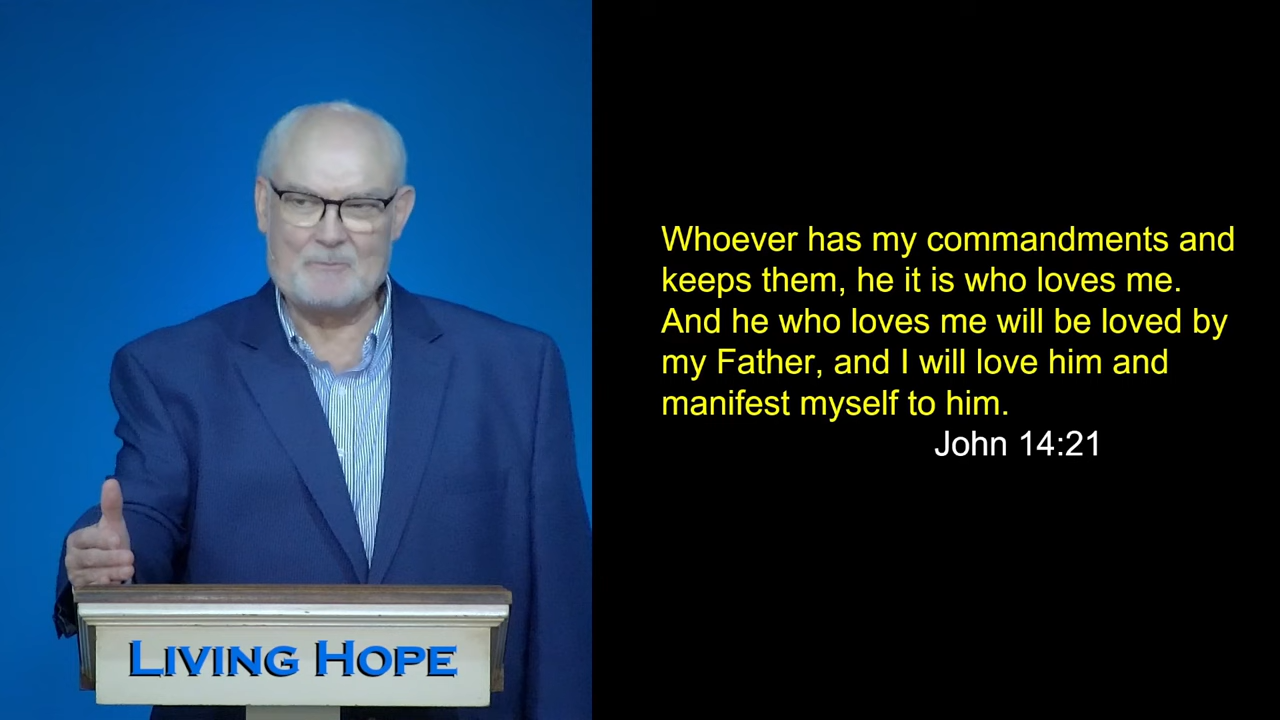 Whoever has my commandments and
keeps them, he it is who loves me.
And he who loves me will be loved by
my Father, and I will love him and
manifest myself to him.
John 14:21
LIVING HOPE